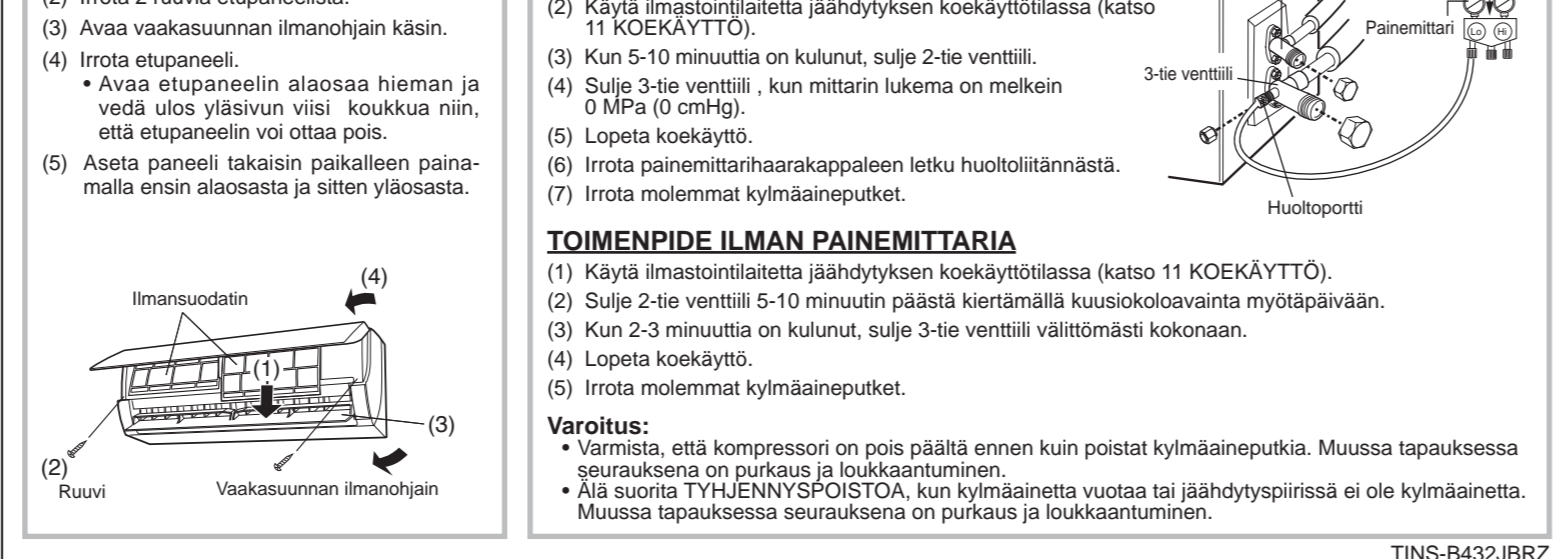 (2) Irrota 2 ruuvia etupaneelista.
(3) Avaa vaakasuunnan ilmanohjain käsin.
(4) Irrota etupaneeli.
• Avaa etupaneelin alaosaa hieman ja
vedä ulos yläsivun viisi koukkua niin,
että etupaneelin voi ottaa pois.
(5) Aseta paneeli takaisin paikalleen paina-
malla ensin alaosasta ja sitten yläosasta.
(4)
Ilmansuodatin
(1)
(3)
(2)
Ruuvi
Vaakasuunnan ilmanohjain
(2) Käytä ilmastointilaitetta jäähdytyksen koekäyttötilassa (katso
11 KOEKÄYTTÖ).
(3) Kun 5-10 minuuttia on kulunut, sulje 2-tie venttiili.
(4) Sulje 3-tie venttiili , kun mittarin lukema on melkein
0 MPa (0 cmHg).
(5) Lopeta koekäyttö.
(6) Irrota painemittarihaarakappaleen letku huoltoliitännästä.
(7) Irrota molemmat kylmäaineputket.
Painemittari
Lo
Hi
3-tie venttiili
Huoltoportti
TOIMENPIDE ILMAN PAINEMITTARIA
(1) Käytä ilmastointilaitetta jäähdytyksen koekäyttötilassa (katso 11 KOEKÄYTTÖ).
(2) Sulje 2-tie venttiili 5-10 minuutin päästä kiertämällä kuusiokoloavainta myötäpäivään.
(3) Kun 2-3 minuuttia on kulunut, sulje 3-tie venttiili välittömästi kokonaan.
(4) Lopeta koekäyttö.
(5) Irrota molemmat kylmäaineputket.
Varoitus:
• Varmista, että kompressori on pois päältä ennen kuin poistat kylmäaineputkia. Muussa tapauksessa
seurauksena on purkaus ja loukkaantuminen.
• Älä suorita TYHJENNYSPOISTOA, kun kylmäainetta vuotaa tai jäähdytyspiirissä ei ole kylmäainetta.
Muussa tapauksessa seurauksena on purkaus ja loukkaantuminen.
TINS-B432JBRZ